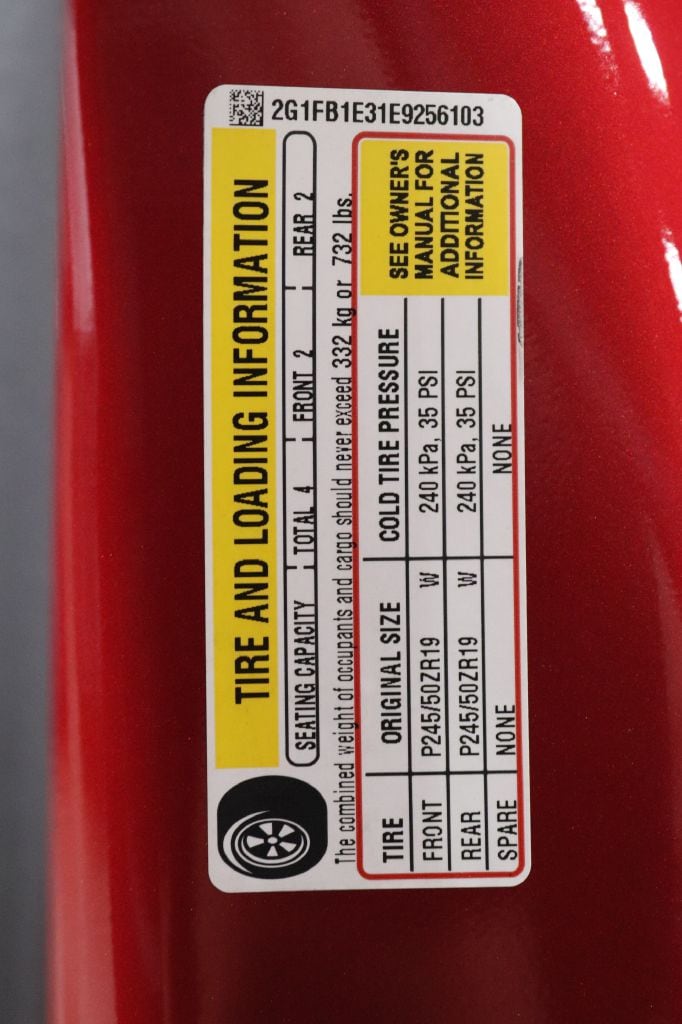 2G1FB1E31E9256103
TIRE AND LOADING INFORMATION
SEATING CAPACITY TOTAL 4 FRONT 2 REAR 2
The combined weight of occupants and cargo should never exceed 332 kg or 732 lbs.
TIRE ORIGINAL SIZE COLD TIRE PRESSURE
FRONT P245/50ZR19 W 240 kPa, 35 PSI
REAR P245/50ZR19 W 240 kPa, 35 PSI
SPARE NONE NONE
SEE OWNER'S
MANUAL FOR
ADDITIONAL
INFORMATION